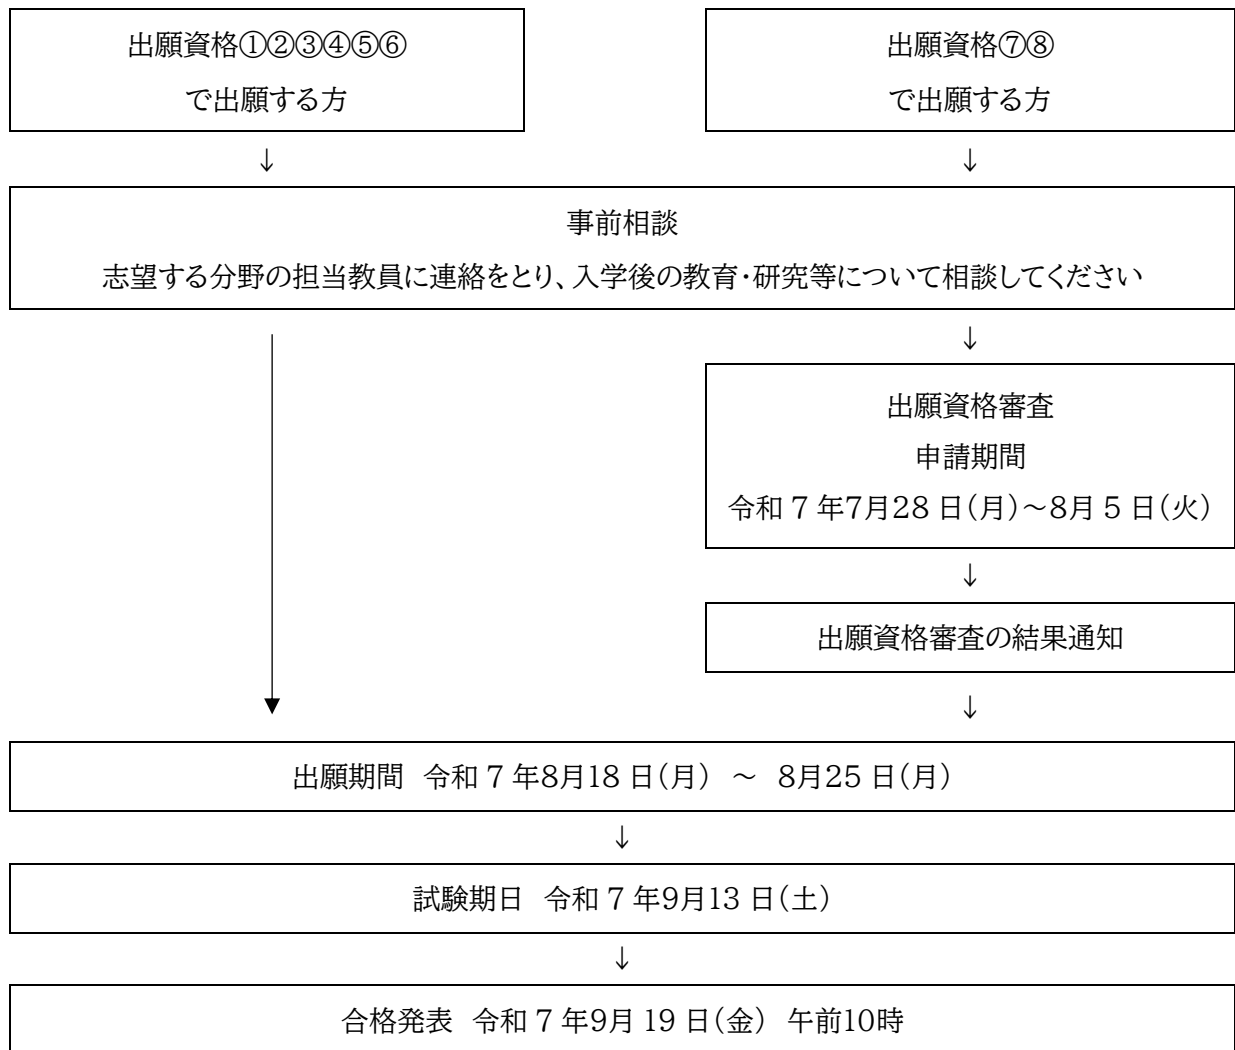 出願資格①②③④⑤⑥
で出願する方
出願資格⑦⑧
で出願する方
↓
↓
事前相談
志望する分野の担当教員に連絡をとり、入学後の教育・研究等について相談してください
↓
出願資格審査
申請期間
令和 7 年7月28 日(月)~8月 5 日(火)
↓
出願資格審査の結果通知
↓
出願期間 令和 7 年8月18 日(月) ~ 8月25 日(月)
↓
試験期日 令和 7 年9月13 日(土)
↓
合格発表 令和 7 年9月 19 日(金) 午前10時